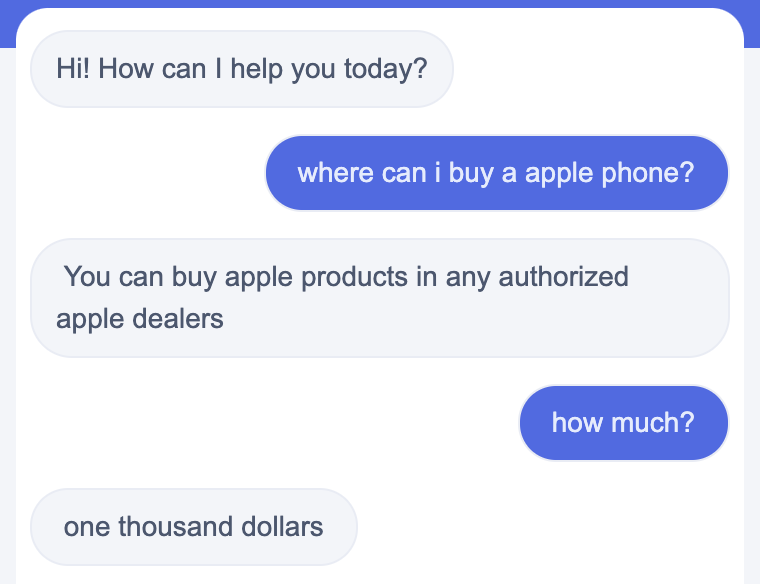 Hi! How can I help you today?
where can i buy a apple phone?
You can buy apple products in any authorized
apple dealers
how much?
one thousand dollars